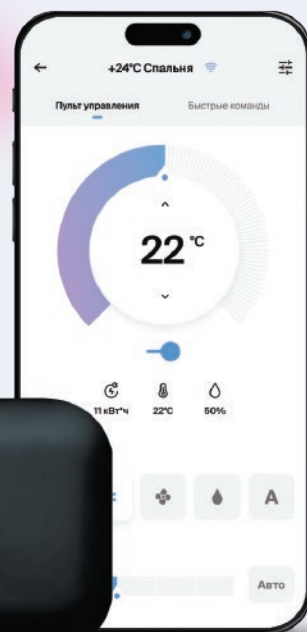 +24°C Спальня
Пульт управления Быстрые команды
22 °C
11 кВт*ч 22°C 50%
A
Авто